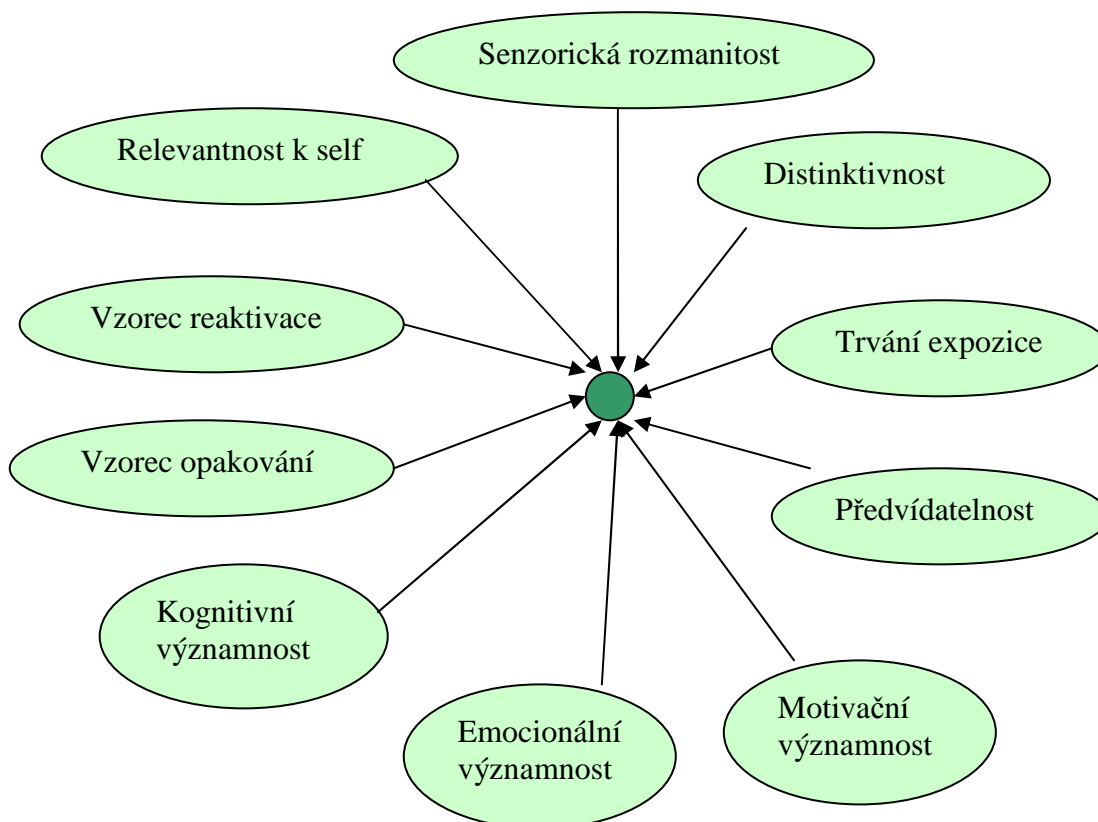 Senzorická rozmanitost
Relevantnost k self
Distinktivnost
Vzorec reaktivace
Trvání expozice
Vzorec opakování
Předvídatelnost
Kognitivní
významnost
Emocionální
významnost
Motivační
významnost